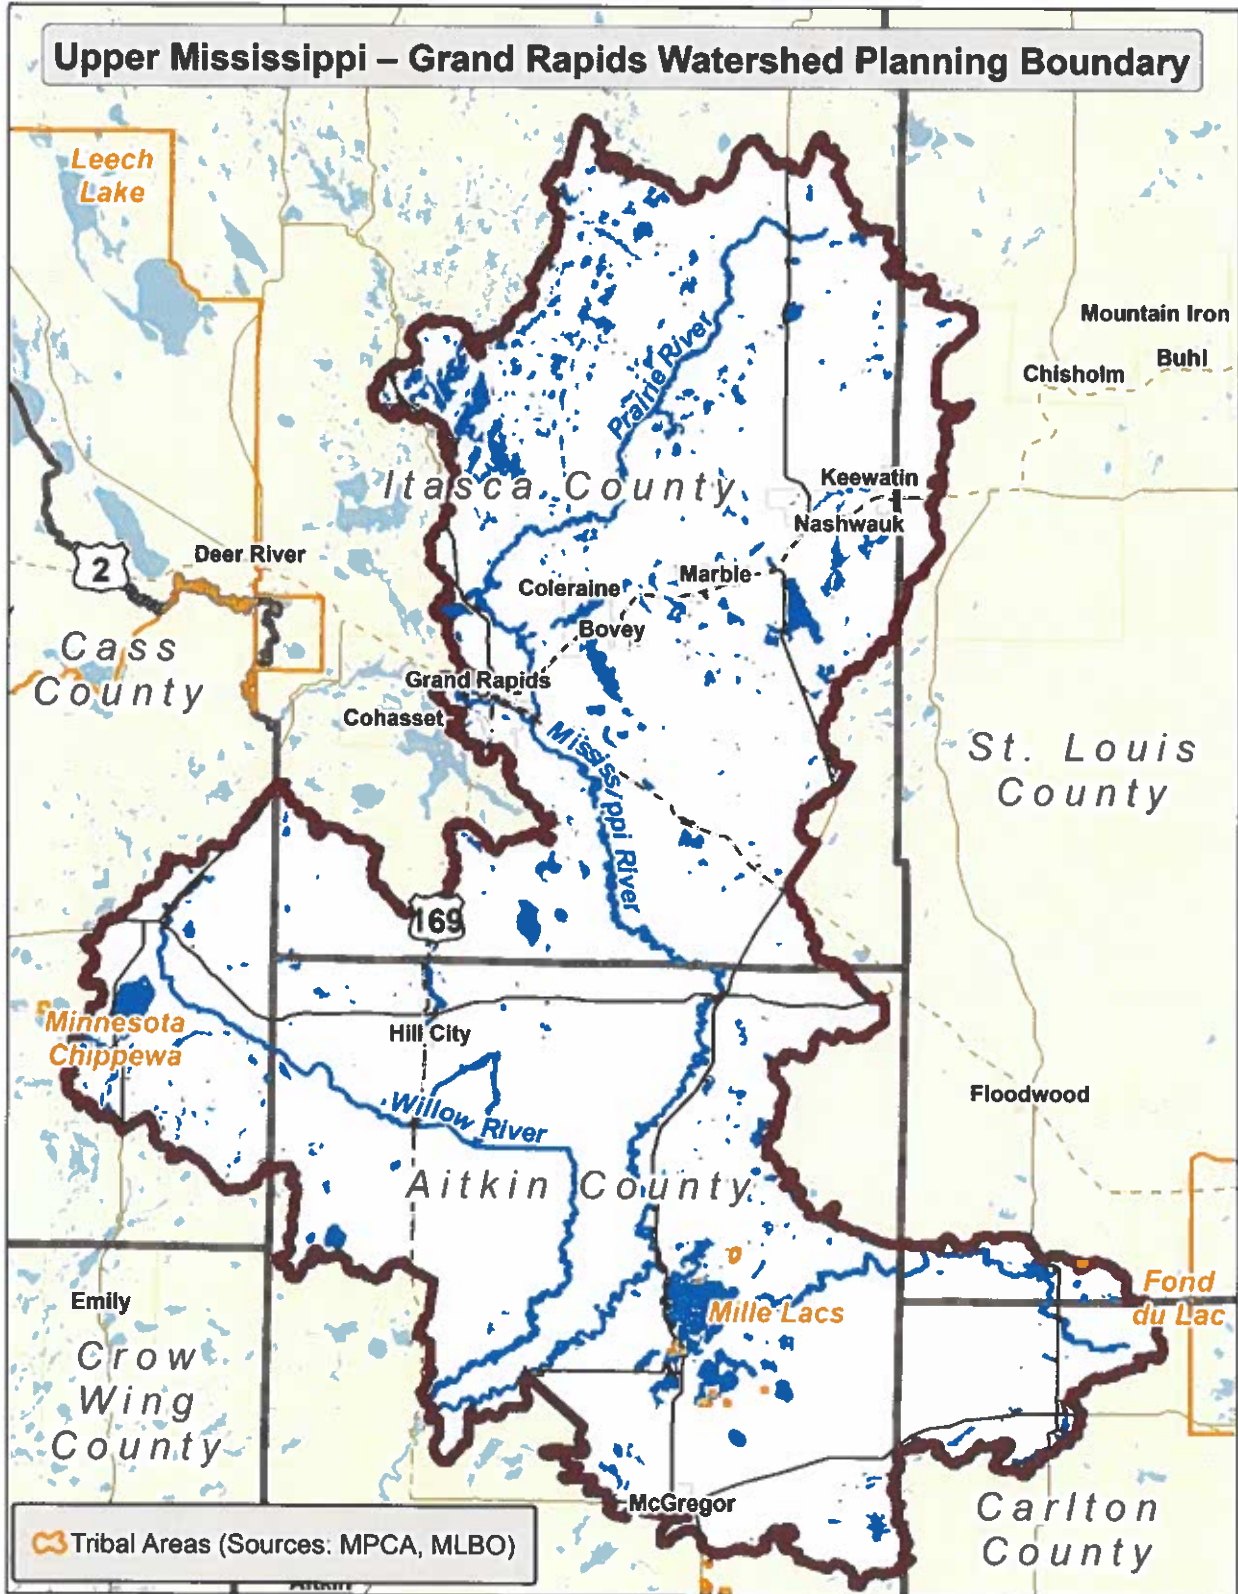 Upper Mississippi – Grand Rapids Watershed Planning Boundary
Leech
Lake
Mountain Iron
Buhl
Chisholm
Prairie River
Itasca County
Keewatin
Nashwauk
Deer River
2
Marble
Coleraine
Bovey
Cass
County
Grand Rapids
Cohasset
Mississippi River
St. Louis
County
169
Minnesota
Chippewa
Hill City
Floodwood
Willow River
Aitkin County
Emily
Mille Lacs
Fond
du Lac
Crow
Wing
County
McGregor
Carlton
County
Tribal Areas (Sources: MPCA, MLBO)
Aitkin